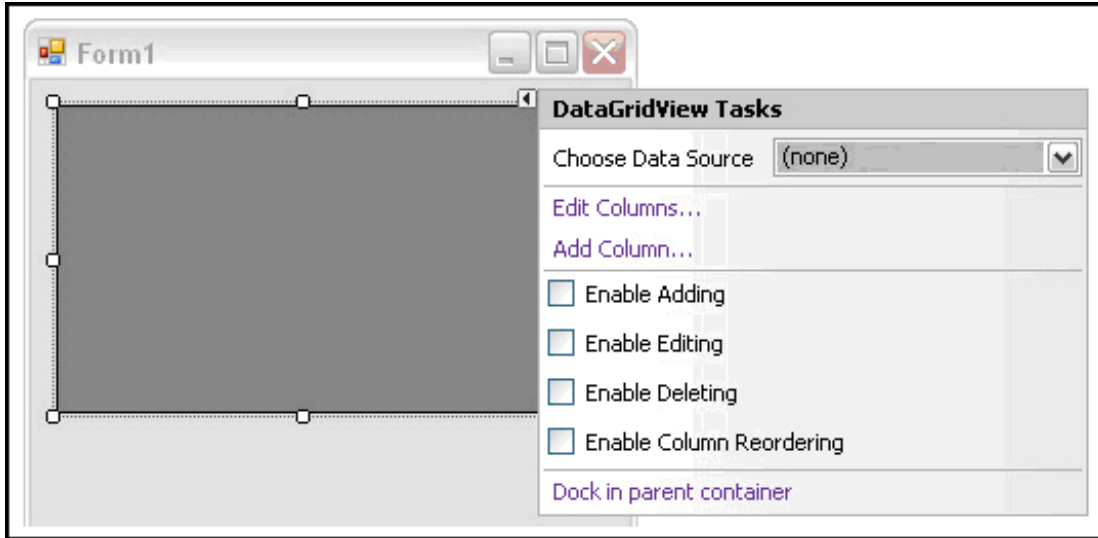 Form1
DataGridView Tasks
Choose Data Source (none)
Edit Columns...
Add Column...
Enable Adding
Enable Editing
Enable Deleting
Enable Column Reordering
Dock in parent container